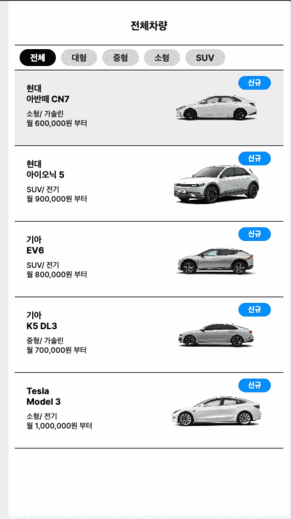 전체차량
전체 대형 중형 소형 SUV
신규
현대
아반떼 CN7
소형/ 가솔린
월 600,000원 부터
신규
현대
아이오닉 5
SUV/ 전기
월 900,000원 부터
신규
기아
EV6
SUV/ 전기
월 800,000원 부터
신규
기아
K5 DL3
중형/ 가솔린
월 700,000원 부터
신규
Tesla
Model 3
소형/ 전기
월 1,000,000원 부터